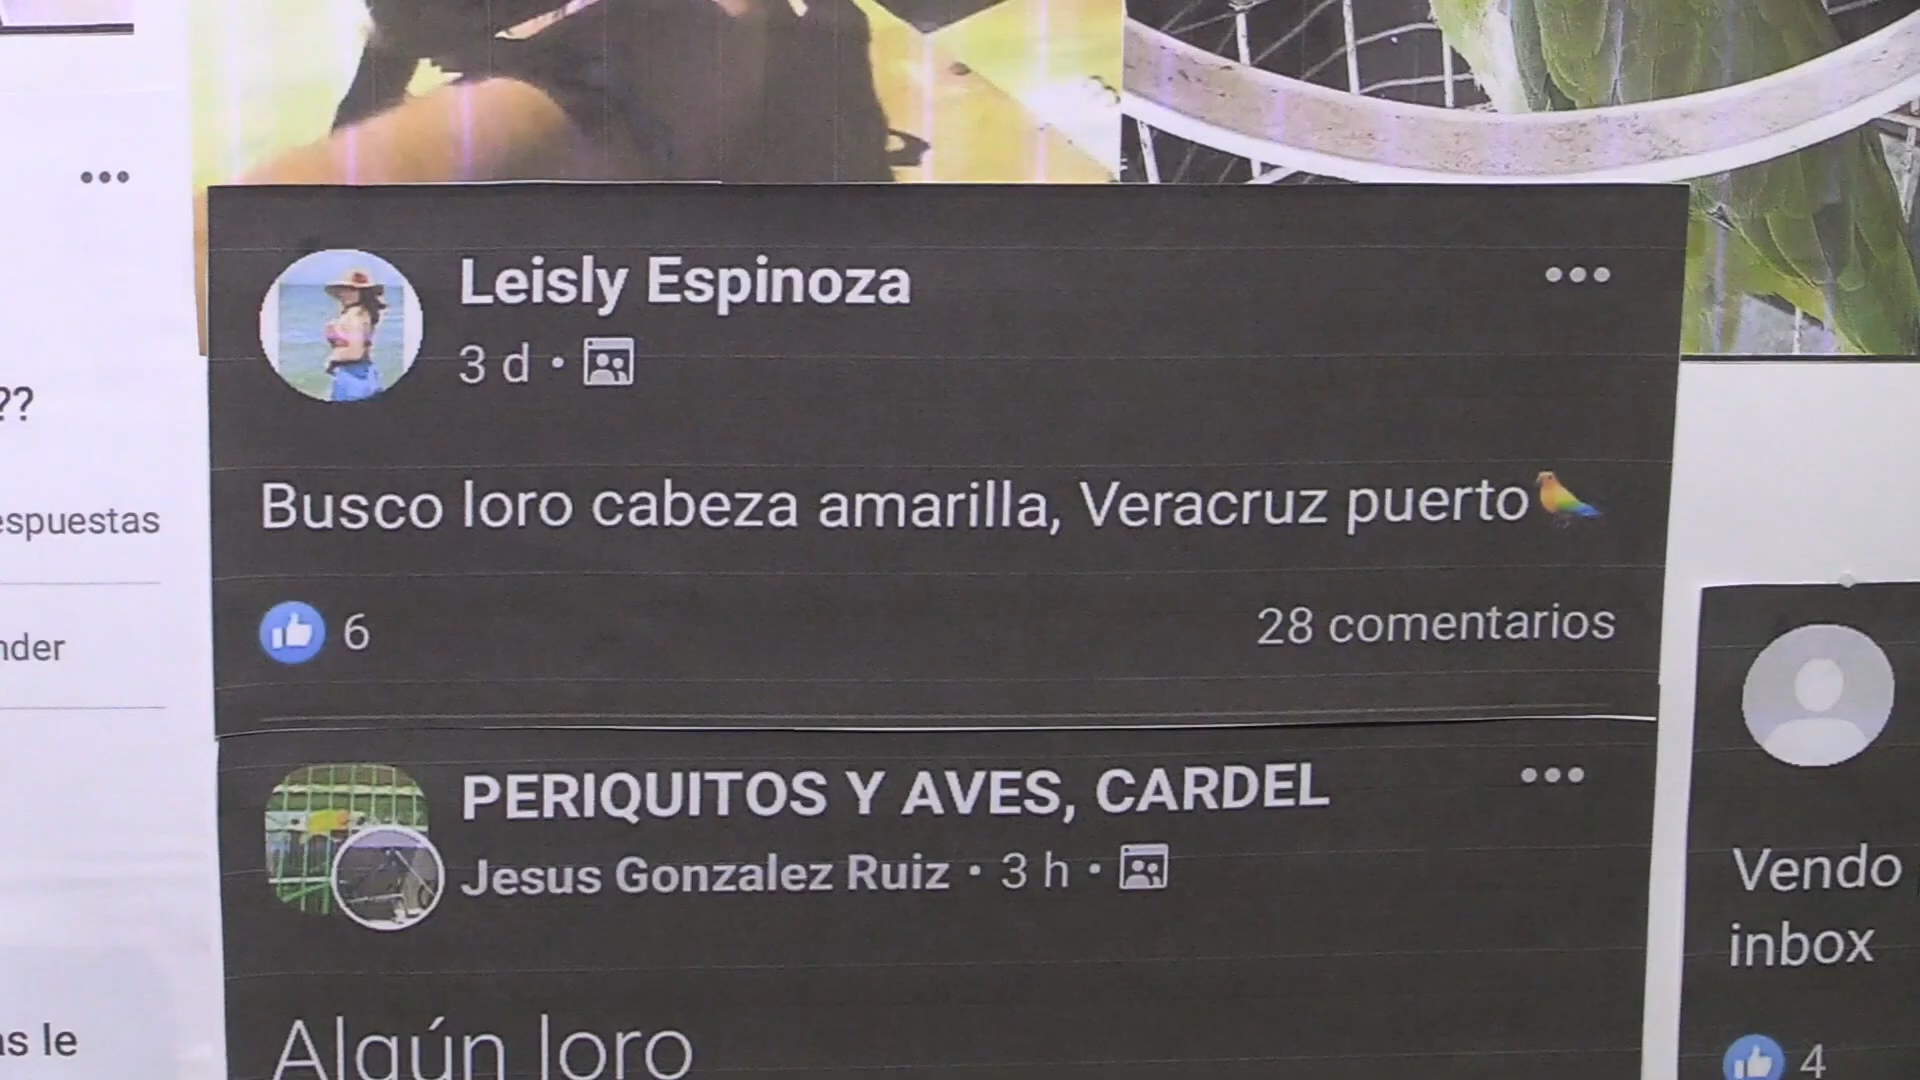 ??
espuestas
nder
as le
Leisly Espinoza
3 d
Busco loro cabeza amarilla, Veracruz puerto
6
28 comentarios
PERIQUITOS Y AVES, CARDEL
Jesus Gonzalez Ruiz · 3 h ·
Algún loro
Vendo
inbox
4